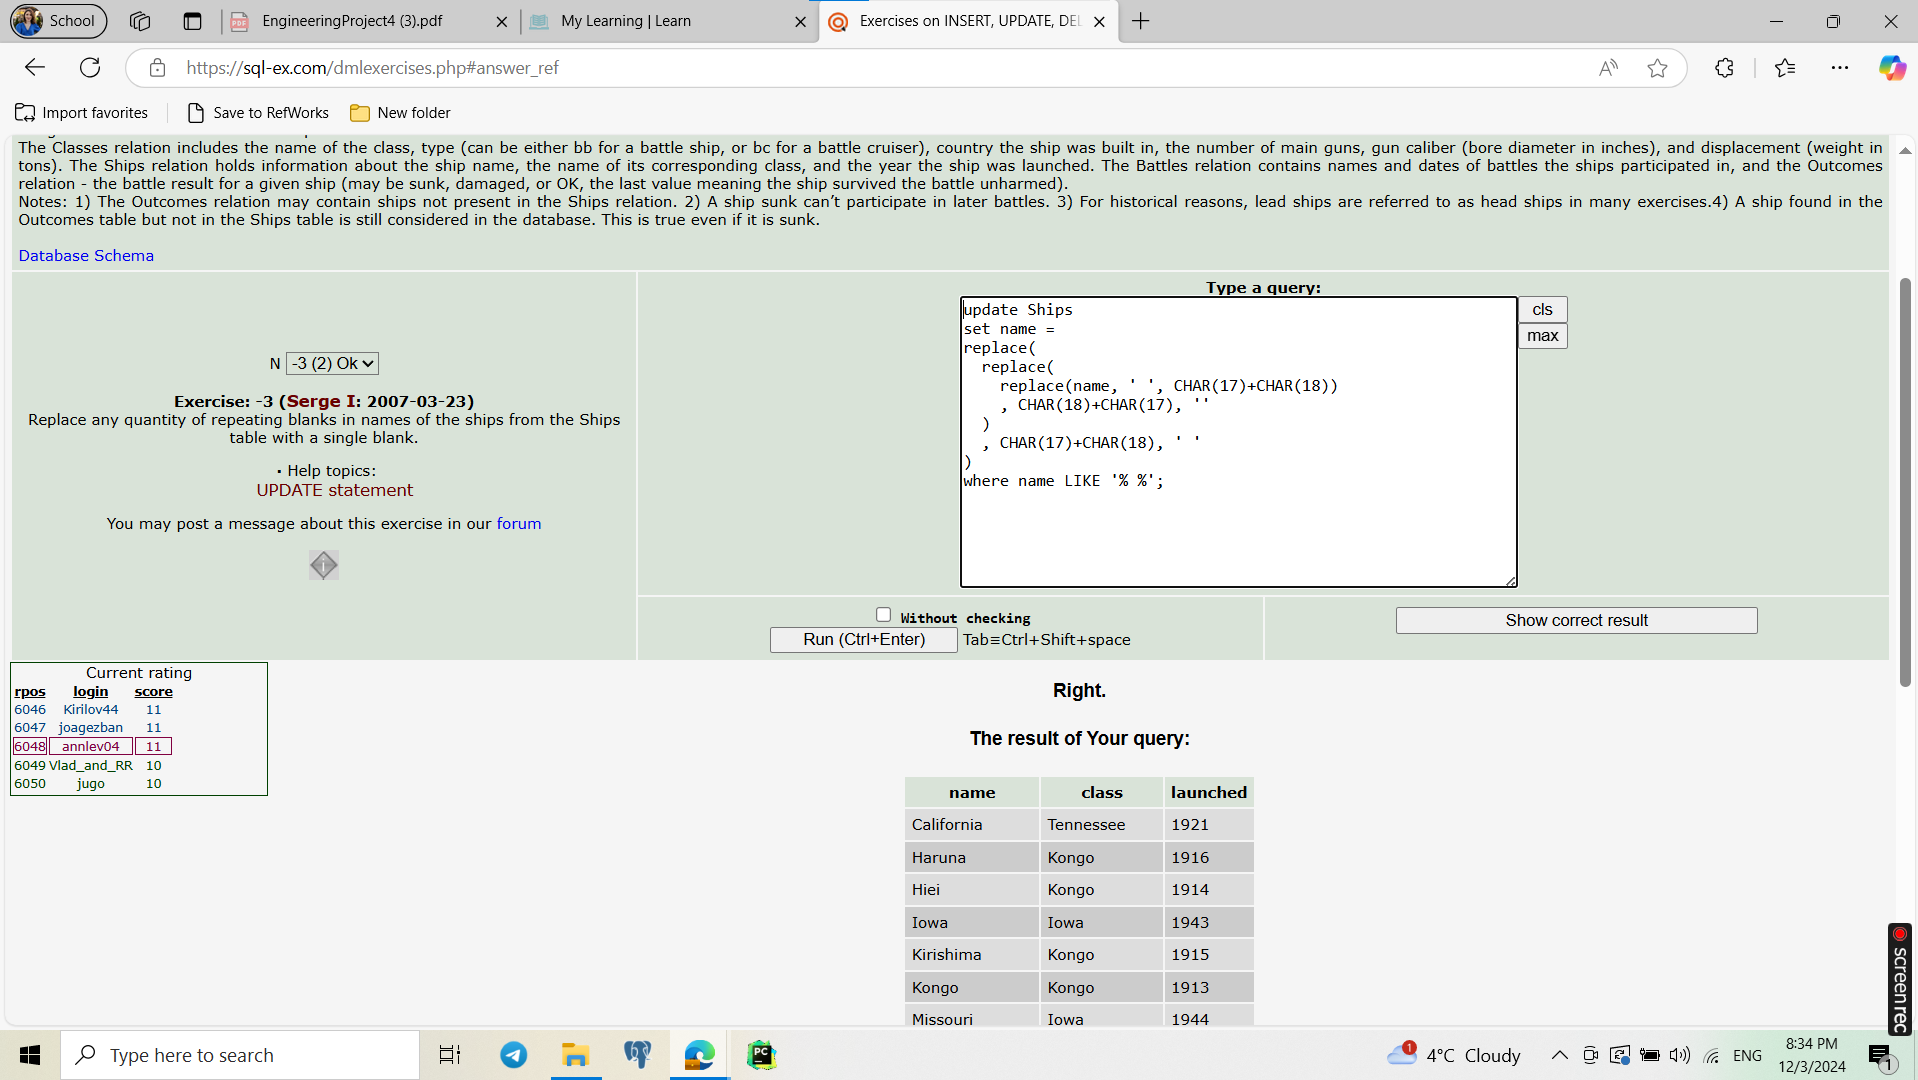 School
EngineeringProject4 (3).pdf
My Learning | Learn
Exercises on INSERT, UPDATE, DEL
https://sql-ex.com/dmlexercises.php#answer_ref
Import favorites
Save to RefWorks
New folder
The Classes relation includes the name of the class, type (can be either bb for a battle ship, or bc for a battle cruiser), country the ship was built in, the number of main guns, gun caliber (bore diameter in inches), and displacement (weight in
tons). The Ships relation holds information about the ship name, the name of its corresponding class, and the year the ship was launched. The Battles relation contains names and dates of battles the ships participated in, and the Outcomes
relation - the battle result for a given ship (may be sunk, damaged, or OK, the last value meaning the ship survived the battle unharmed).
Notes: 1) The Outcomes relation may contain ships not present in the Ships relation. 2) A ship sunk can’t participate in later battles. 3) For historical reasons, lead ships are referred to as head ships in many exercises.4) A ship found in the
Outcomes table but not in the Ships table is still considered in the database. This is true even if it is sunk.
Database Schema
N -3 (2) Ok
Exercise: -3 (Serge I: 2007-03-23)
Replace any quantity of repeating blanks in names of the ships from the Ships
table with a single blank.
• Help topics:
UPDATE statement
You may post a message about this exercise in our forum
Type a query:
update Ships
set name =
replace(
replace(
replace(name, ' ', CHAR(17)+CHAR(18))
, CHAR(18)+CHAR(17), ''
)
, CHAR(17)+CHAR(18), ' '
)
where name LIKE '% %';
cls
max
Without checking
Run (Ctrl+Enter) Tab≡Ctrl+Shift+space
Show correct result
Current rating
rpos login score
6046 Kirilov44 11
6047 joagezban 11
6048 annlev04 11
6049 Vlad_and_RR 10
6050 jugo 10
Right.
The result of Your query:
name class launched
California Tennessee 1921
Haruna Kongo 1916
Hiei Kongo 1914
Iowa Iowa 1943
Kirishima Kongo 1915
Kongo Kongo 1913
Missouri Iowa 1944
screen rec
Type here to search
PC
1
4°C Cloudy
ENG
8:34 PM
12/3/2024
1